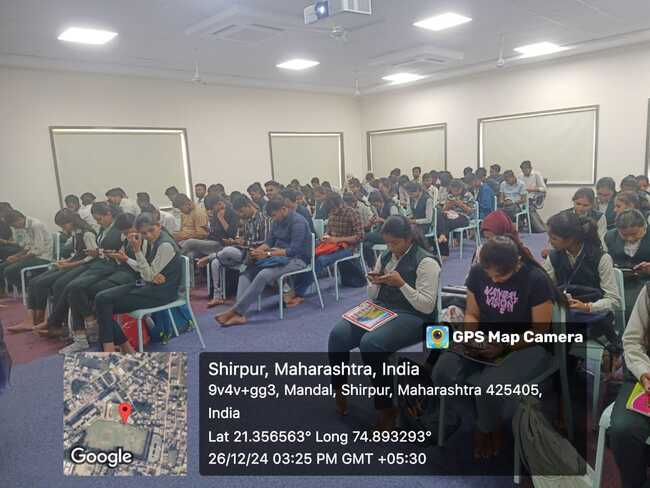 GPS Map Camera
Shirpur, Maharashtra, India
9v4v+gg3, Mandal, Shirpur, Maharashtra 425405,
India
Lat 21.356563° Long 74.893293°
26/12/24 03:25 PM GMT +05:30
Google